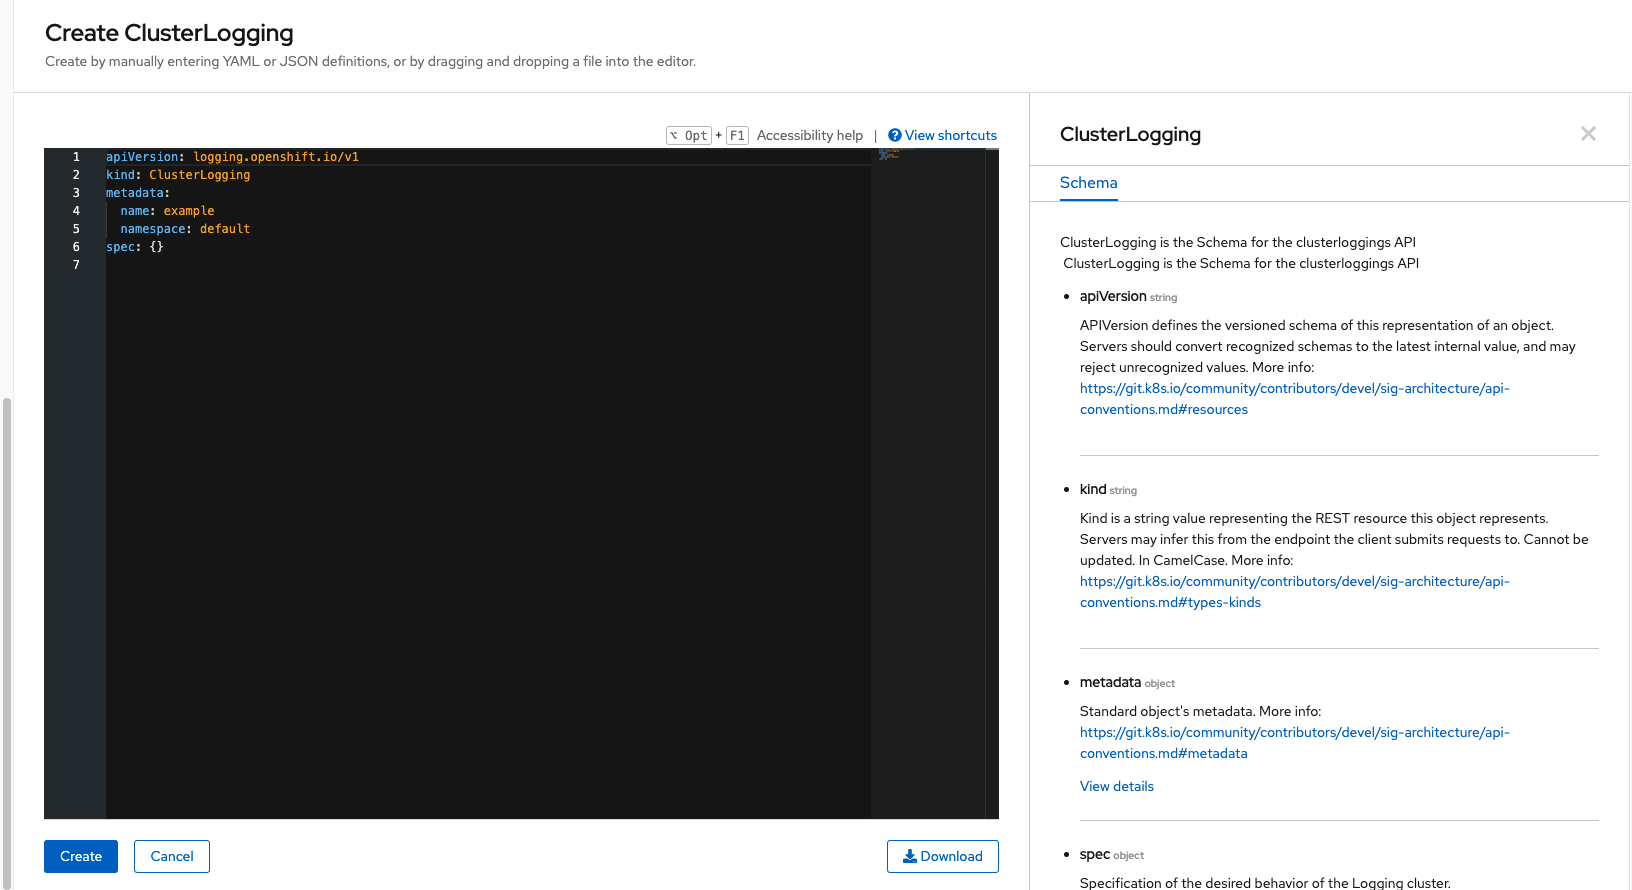 Create ClusterLogging
Create by manually entering YAML or JSON definitions, or by dragging and dropping a file into the editor.
⌥ Opt + F1 Accessibility help | View shortcuts
1 apiVersion: logging.openshift.io/v1
2 kind: ClusterLogging
3 metadata:
4 name: example
5 namespace: default
6 spec: {}
7
Create
Cancel
Download
ClusterLogging
Schema
ClusterLogging is the Schema for the clusterloggings API
ClusterLogging is the Schema for the clusterloggings API
apiVersion string
APIVersion defines the versioned schema of this representation of an object.
Servers should convert recognized schemas to the latest internal value, and may
reject unrecognized values. More info:
https://git.k8s.io/community/contributors/devel/sig-architecture/api-
conventions.md#resources
kind string
Kind is a string value representing the REST resource this object represents.
Servers may infer this from the endpoint the client submits requests to. Cannot be
updated. In CamelCase. More info:
https://git.k8s.io/community/contributors/devel/sig-architecture/api-
conventions.md#types-kinds
metadata object
Standard object's metadata. More info:
https://git.k8s.io/community/contributors/devel/sig-architecture/api-
conventions.md#metadata
View details
spec object
Specification of the desired behavior of the Logging cluster.